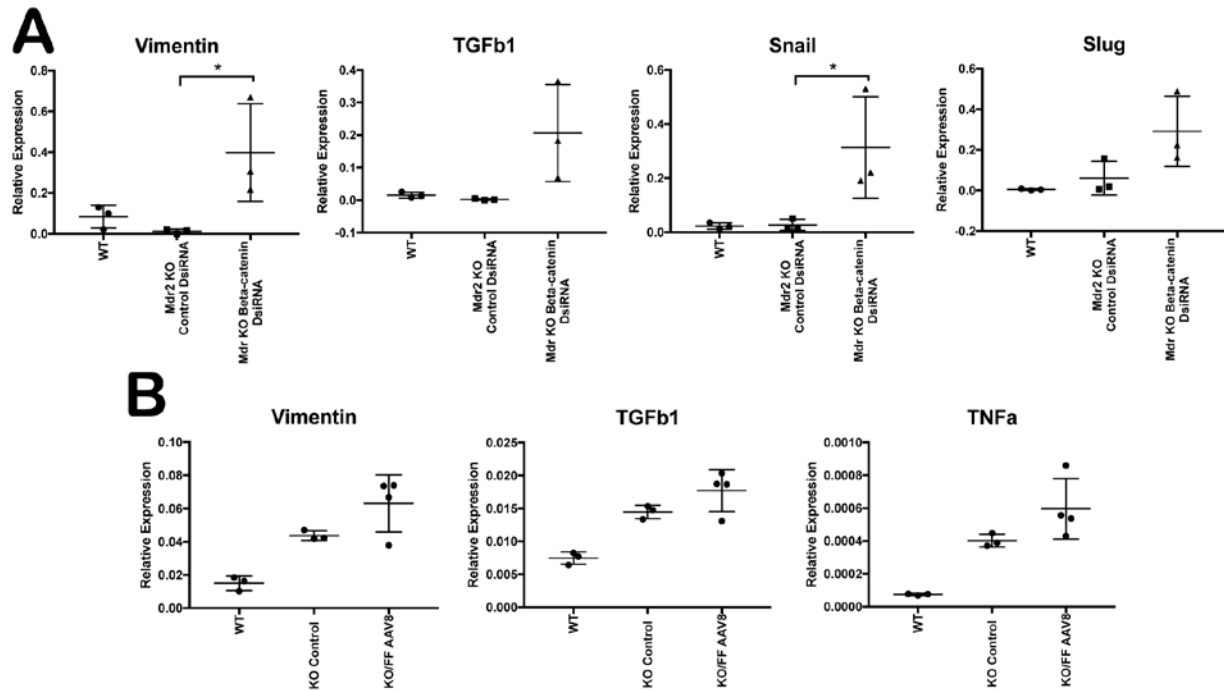 A
Vimentin
Relative Expression
0.8
0.6
0.4
0.2
0.0
*
WT
Mdr2 KO
Control DsiRNA
Mdr KO Beta-catenin
DsiRNA
TGFb1
Relative Expression
0.4
0.3
0.2
0.1
0.0
-0.1
WT
Mdr2 KO
Control DsiRNA
Mdr KO Beta-catenin
DsiRNA
Snail
Relative Expression
0.6
0.4
0.2
0.0
*
WT
Mdr2 KO
Control DsiRNA
Mdr KO Beta-catenin
DsiRNA
Slug
Relative Expression
0.6
0.4
0.2
0.0
-0.2
WT
Mdr2 KO
Control DsiRNA
Mdr KO Beta-catenin
DsiRNA
B
Vimentin
Relative Expression
0.10
0.08
0.06
0.04
0.02
0.00
WT
KO Control
KO/FF AAV8
TGFb1
Relative Expression
0.025
0.020
0.015
0.010
0.005
0.000
WT
KO Control
KO/FF AAV8
TNFa
Relative Expression
0.0010
0.0008
0.0006
0.0004
0.0002
0.0000
WT
KO Control
KO/FF AAV8